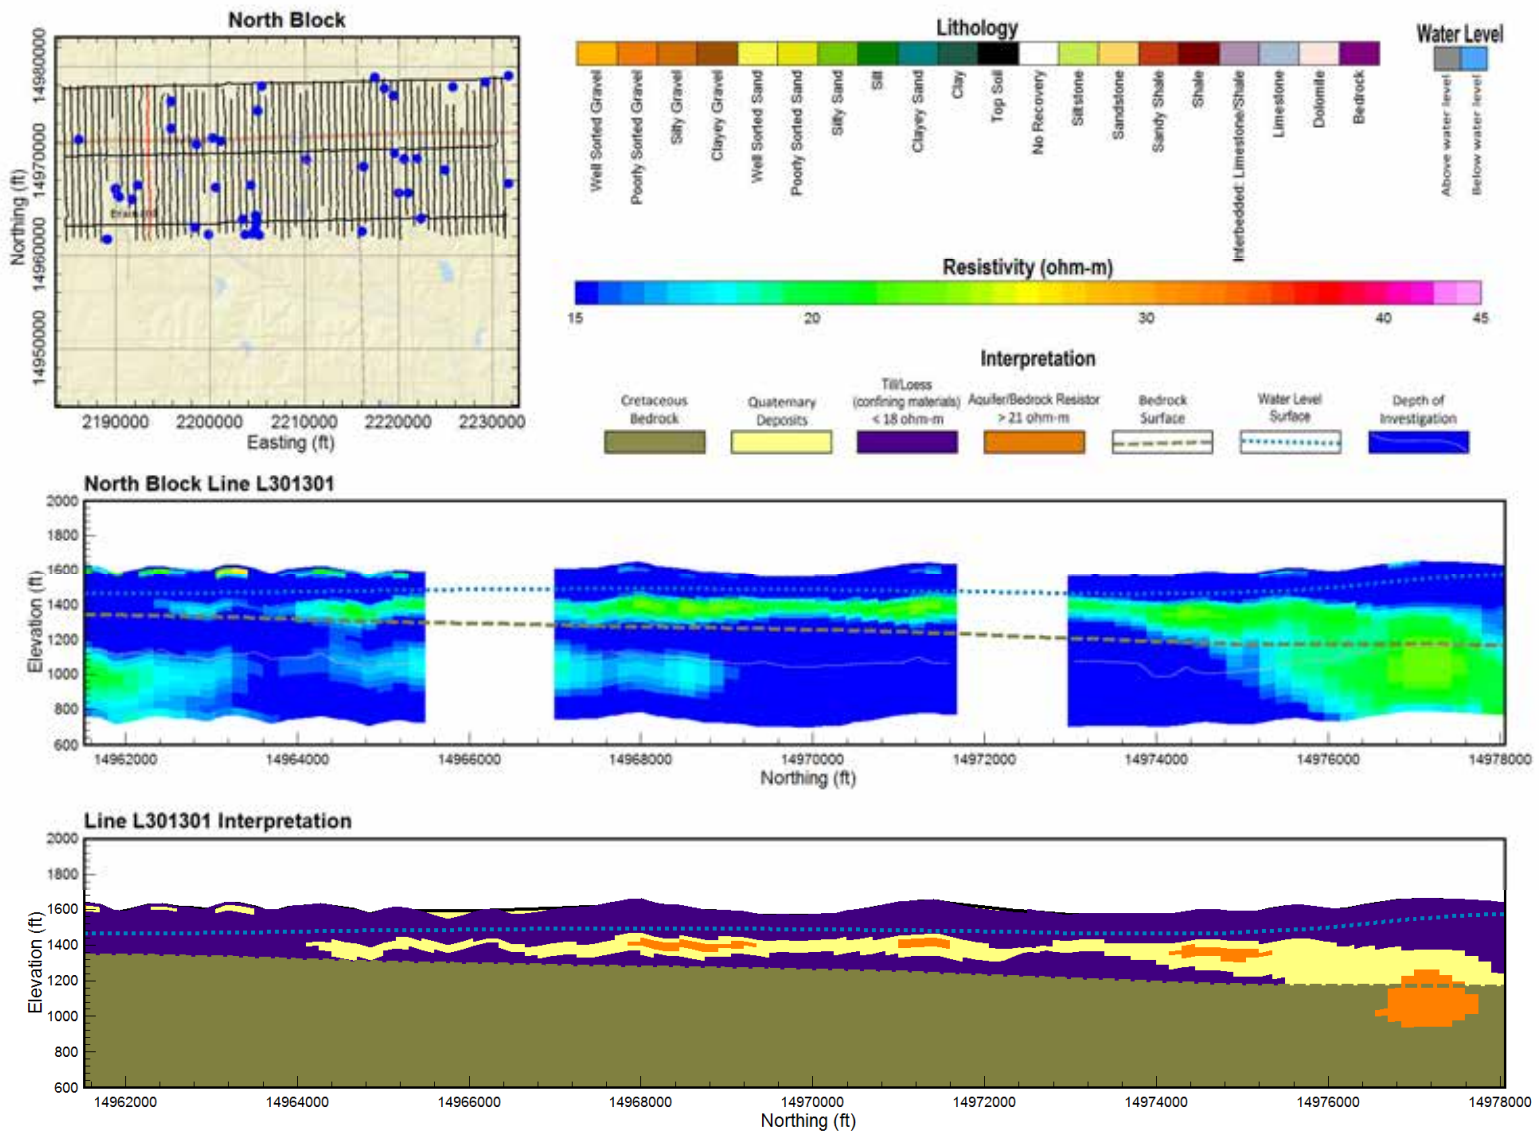 North Block
14980000
14970000
14960000
14950000
Northing (ft)
Brainard
2190000 2200000 2210000 2220000 2230000
Easting (ft)
Lithology
Well Sorted Gravel
Poorly Sorted Gravel
Silty Gravel
Clayey Gravel
Well Sorted Sand
Poorly Sorted Sand
Silty Sand
Silt
Clayey Sand
Clay
Top Soil
No Recovery
Siltstone
Sandstone
Sandy Shale
Shale
Interbedded: Limestone/Shale
Limestone
Dolomite
Bedrock
Water Level
Above water level
Below water level
Resistivity (ohm-m)
15 20 30 40 45
Interpretation
Cretaceous
Bedrock
Quaternary
Deposits
Till/Loess
(confining materials)
< 18 ohm-m
Aquifer/Bedrock Resistor
> 21 ohm-m
Bedrock
Surface
Water Level
Surface
Depth of
Investigation
North Block Line L301301
2000
1800
1600
1400
1200
1000
800
600
Elevation (ft)
14962000 14964000 14966000 14968000 14970000 14972000 14974000 14976000 14978000
Northing (ft)
Line L301301 Interpretation
2000
1800
1600
1400
1200
1000
800
600
Elevation (ft)
14962000 14964000 14966000 14968000 14970000 14972000 14974000 14976000 14978000
Northing (ft)